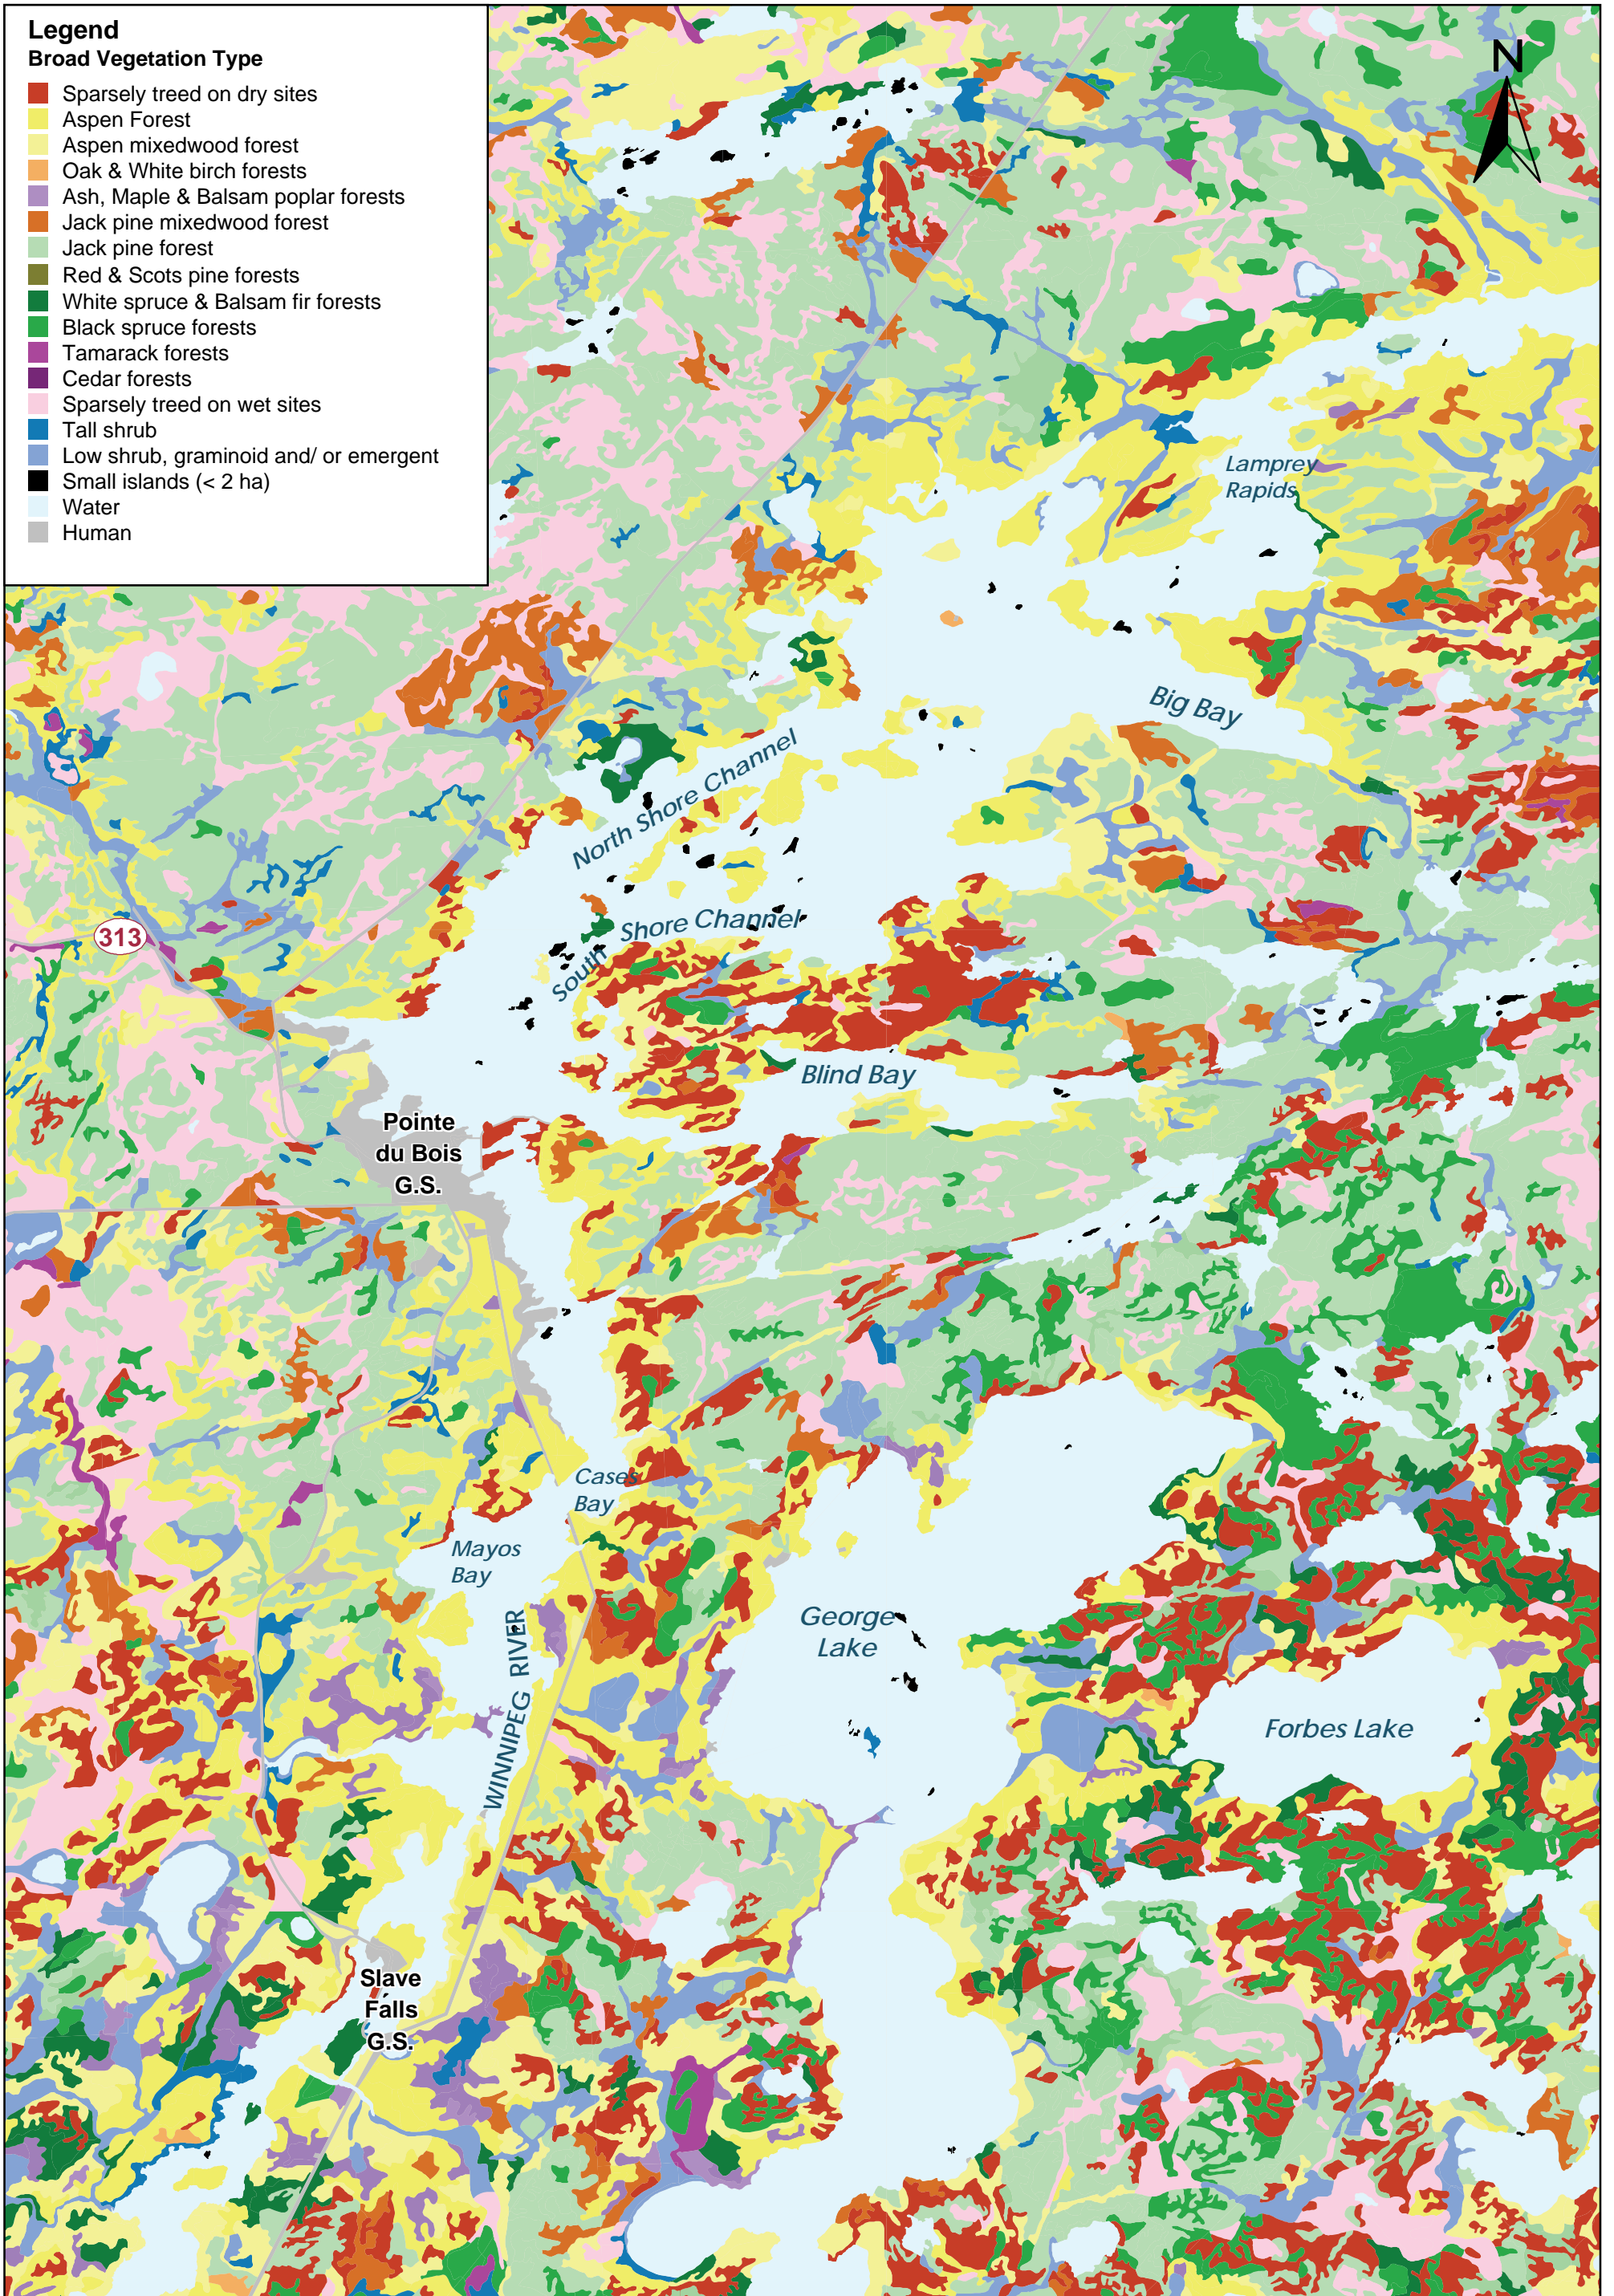 Legend
Broad Vegetation Type
Sparsely treed on dry sites
Aspen Forest
Aspen mixedwood forest
Oak & White birch forests
Ash, Maple & Balsam poplar forests
Jack pine mixedwood forest
Jack pine forest
Red & Scots pine forests
White spruce & Balsam fir forests
Black spruce forests
Tamarack forests
Cedar forests
Sparsely treed on wet sites
Tall shrub
Low shrub, graminoid and/ or emergent
Small islands (< 2 ha)
Water
Human
N
Lamprey
Rapids
Big Bay
North Shore Channel
South Shore Channel
313
Blind Bay
Pointe
du Bois
G.S.
Cases
Bay
Mayos
Bay
WINNIPEG RIVER
George
Lake
Forbes Lake
Slave
Falls
G.S.